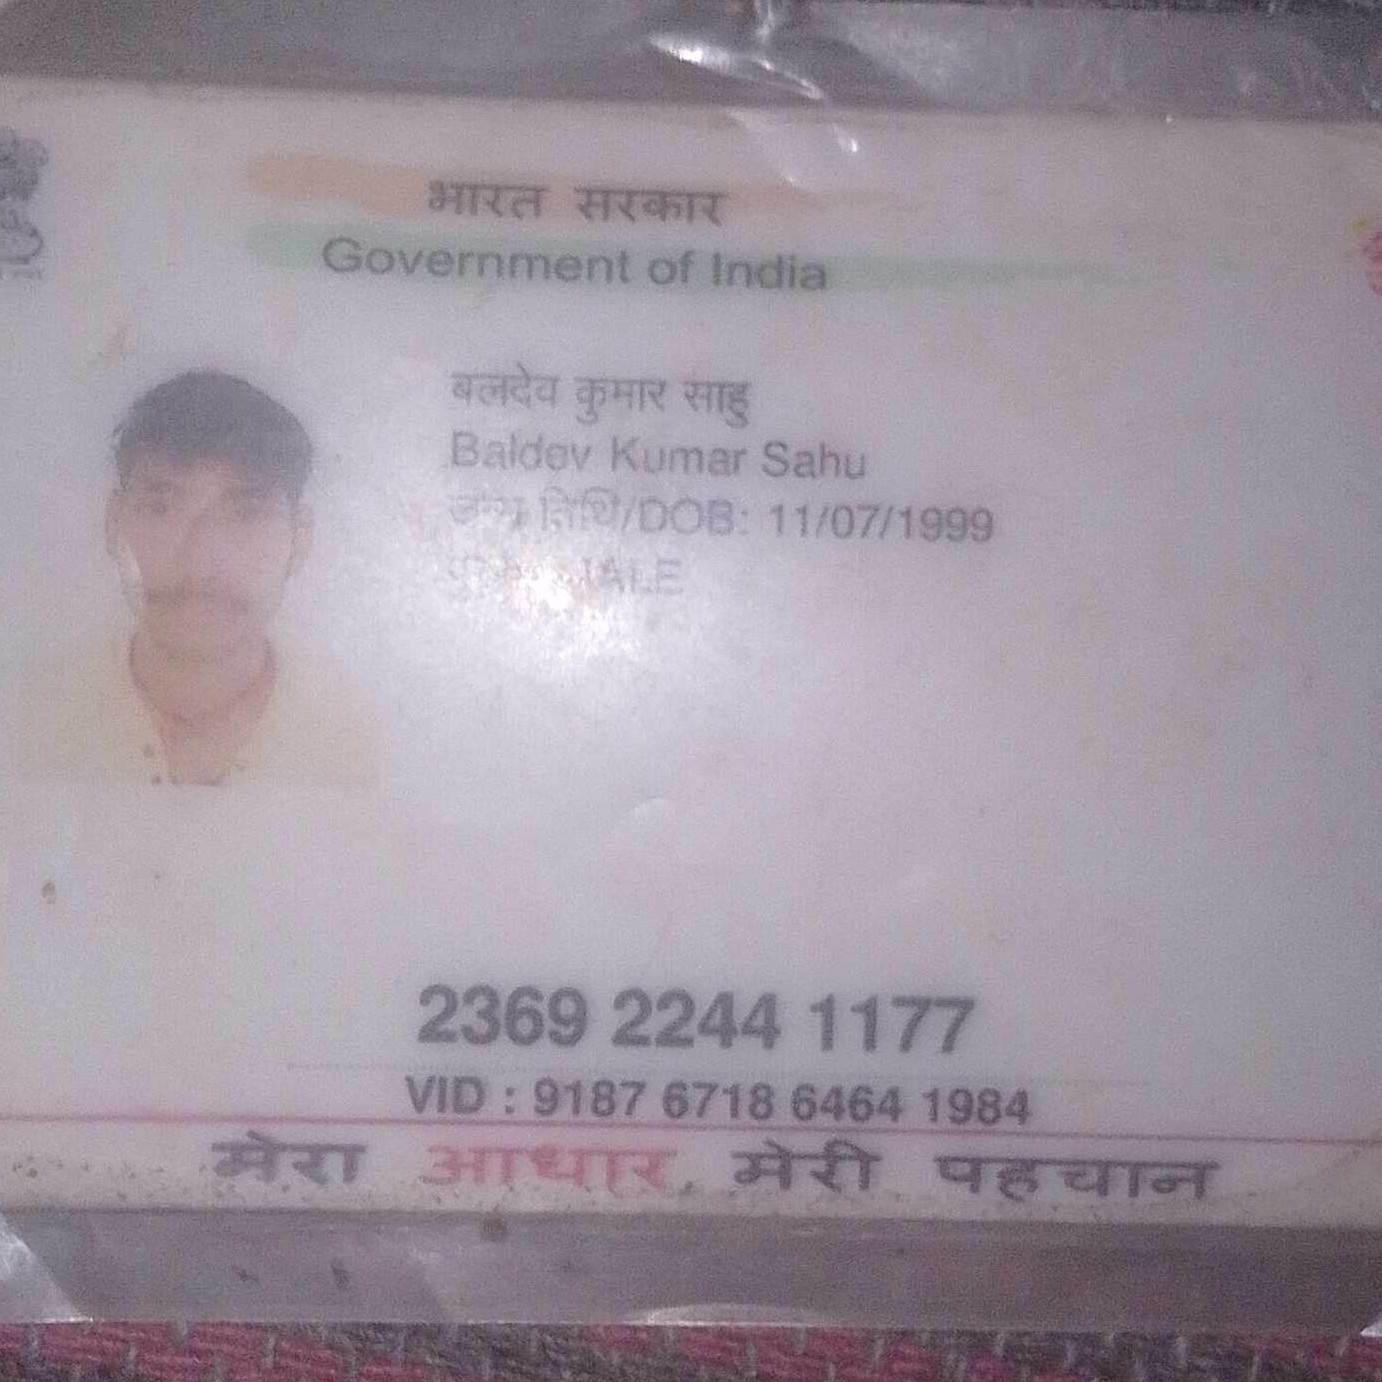 भारत सरकार
Government of India
बलदेव कुमार साहु
Baldev Kumar Sahu
जन्म तिथि/DOB: 11/07/1999
2369 2244 1177
VID : 9187 6718 6464 1984
मेरा आधार, मेरी पहचान